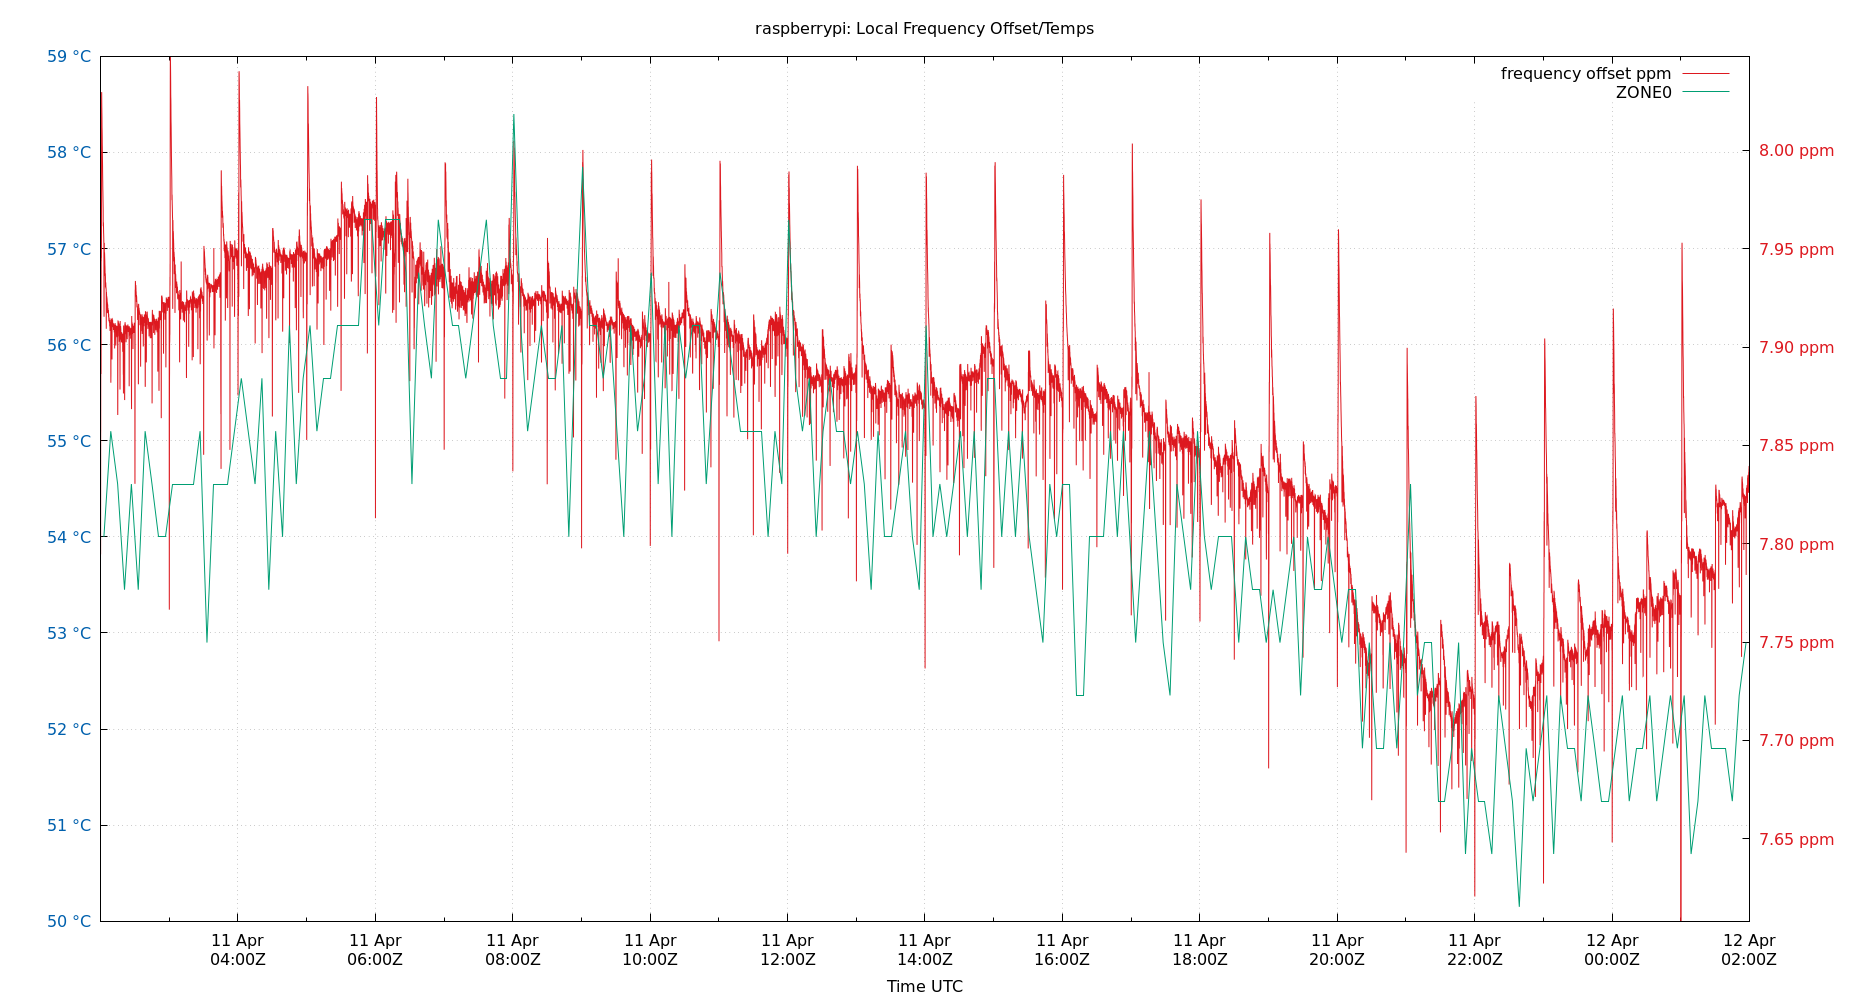 raspberrypi: Local Frequency Offset/Temps
frequency offset ppm
ZONE0
59 °C
58 °C
57 °C
56 °C
55 °C
54 °C
53 °C
52 °C
51 °C
50 °C
8.00 ppm
7.95 ppm
7.90 ppm
7.85 ppm
7.80 ppm
7.75 ppm
7.70 ppm
7.65 ppm
11 Apr 11 Apr 11 Apr 11 Apr 11 Apr 11 Apr 11 Apr 11 Apr 11 Apr 11 Apr 12 Apr 12 Apr
04:00Z 06:00Z 08:00Z 10:00Z 12:00Z 14:00Z 16:00Z 18:00Z 20:00Z 22:00Z 00:00Z 02:00Z
Time UTC